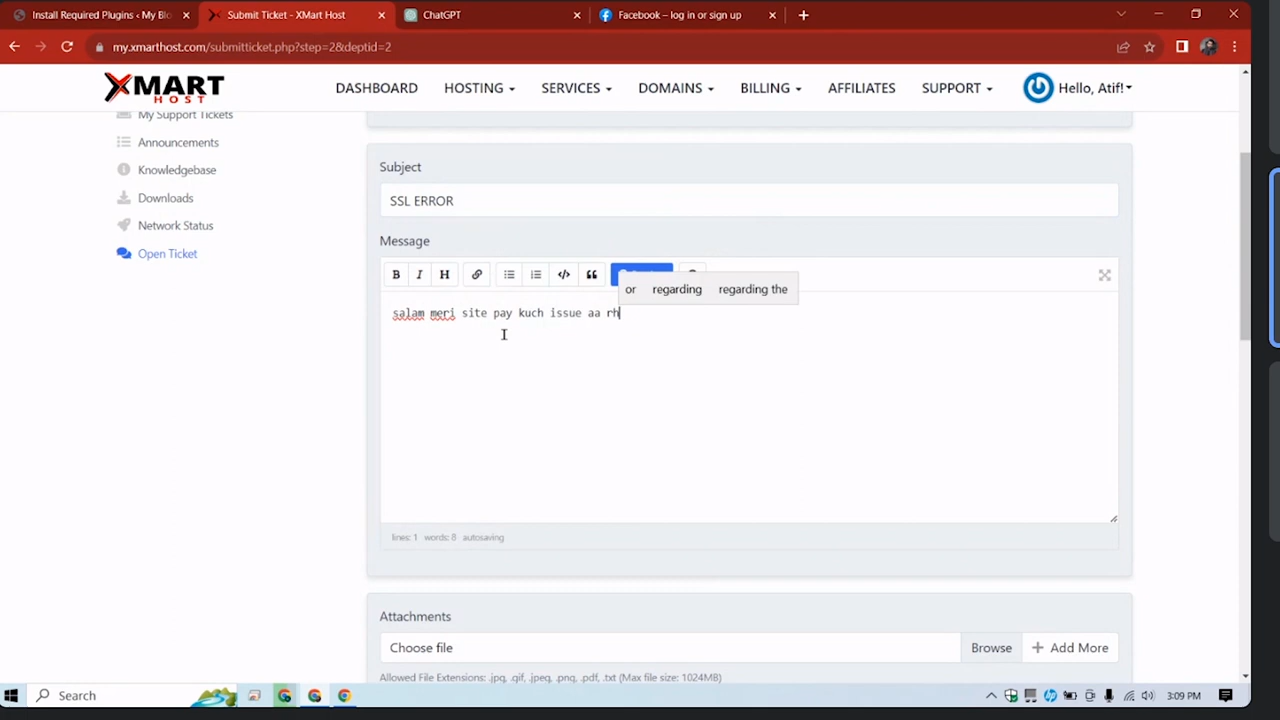 Install Required Plugins ‹ My Blo
Submit Ticket - XMart Host
ChatGPT
Facebook – log in or sign up
my.xmarthost.com/submitticket.php?step=2&deptid=2
XMART
HOST
DASHBOARD
HOSTING
SERVICES
DOMAINS
BILLING
AFFILIATES
SUPPORT
Hello, Atif!
My Support Tickets
Announcements
Knowledgebase
Downloads
Network Status
Open Ticket
Subject
SSL ERROR
Message
B I H
or regarding regarding the
salam meri site pay kuch issue aa rh
lines: 1 words: 8 autosaving
Attachments
Choose file
Browse
+ Add More
Allowed File Extensions: .jpg, .gif, .jpeg, .png, .pdf, .txt (Max file size: 1024MB)
Search
3:09 PM